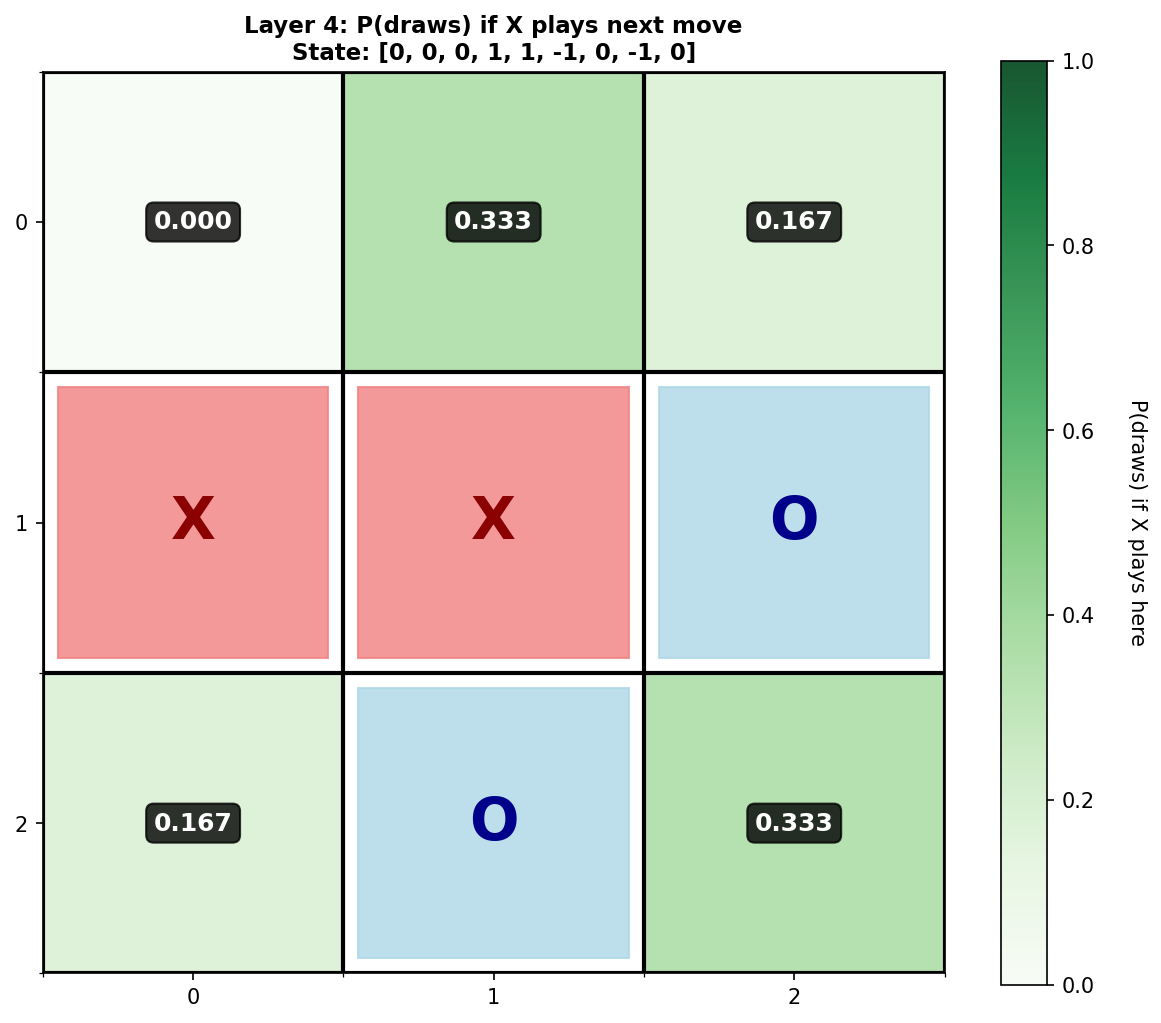 Layer 4: P(draws) if X plays next move
State: [0, 0, 0, 1, 1, -1, 0, -1, 0]
0
0.000
0.333
0.167
1
X
X
O
2
0.167
O
0.333
0
1
2
1.0
0.8
0.6
0.4
0.2
0.0
P(draws) if X plays here